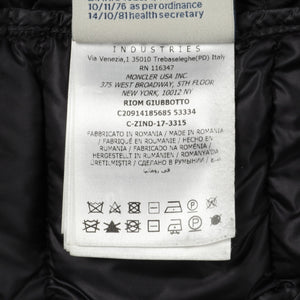 10/11/76 as per ordinance
14/10/81 health secretary
INDUSTRIES
Via Venezia,1 35010 Trebaseleghe(PD) ITALY
RN 116347
MONCLER USA INC
375 WEST BROADWAY, 5TH FLOOR
NEW YORK, 10012 NY
RIOM GIUBBOTTO
C20914185685 53334
C-ZIND-17-3315
FABBRICATO IN ROMANIA / MADE IN
ROMANIA / FABRIQUÉ EN ROUMANIE / HECHO EN
RUMANÍA / FABRICADO NA ROMÉNIA /
HERGESTELLT IN RUMÄNIEN /
СДЕЛАНО В РУМЫНИИ /